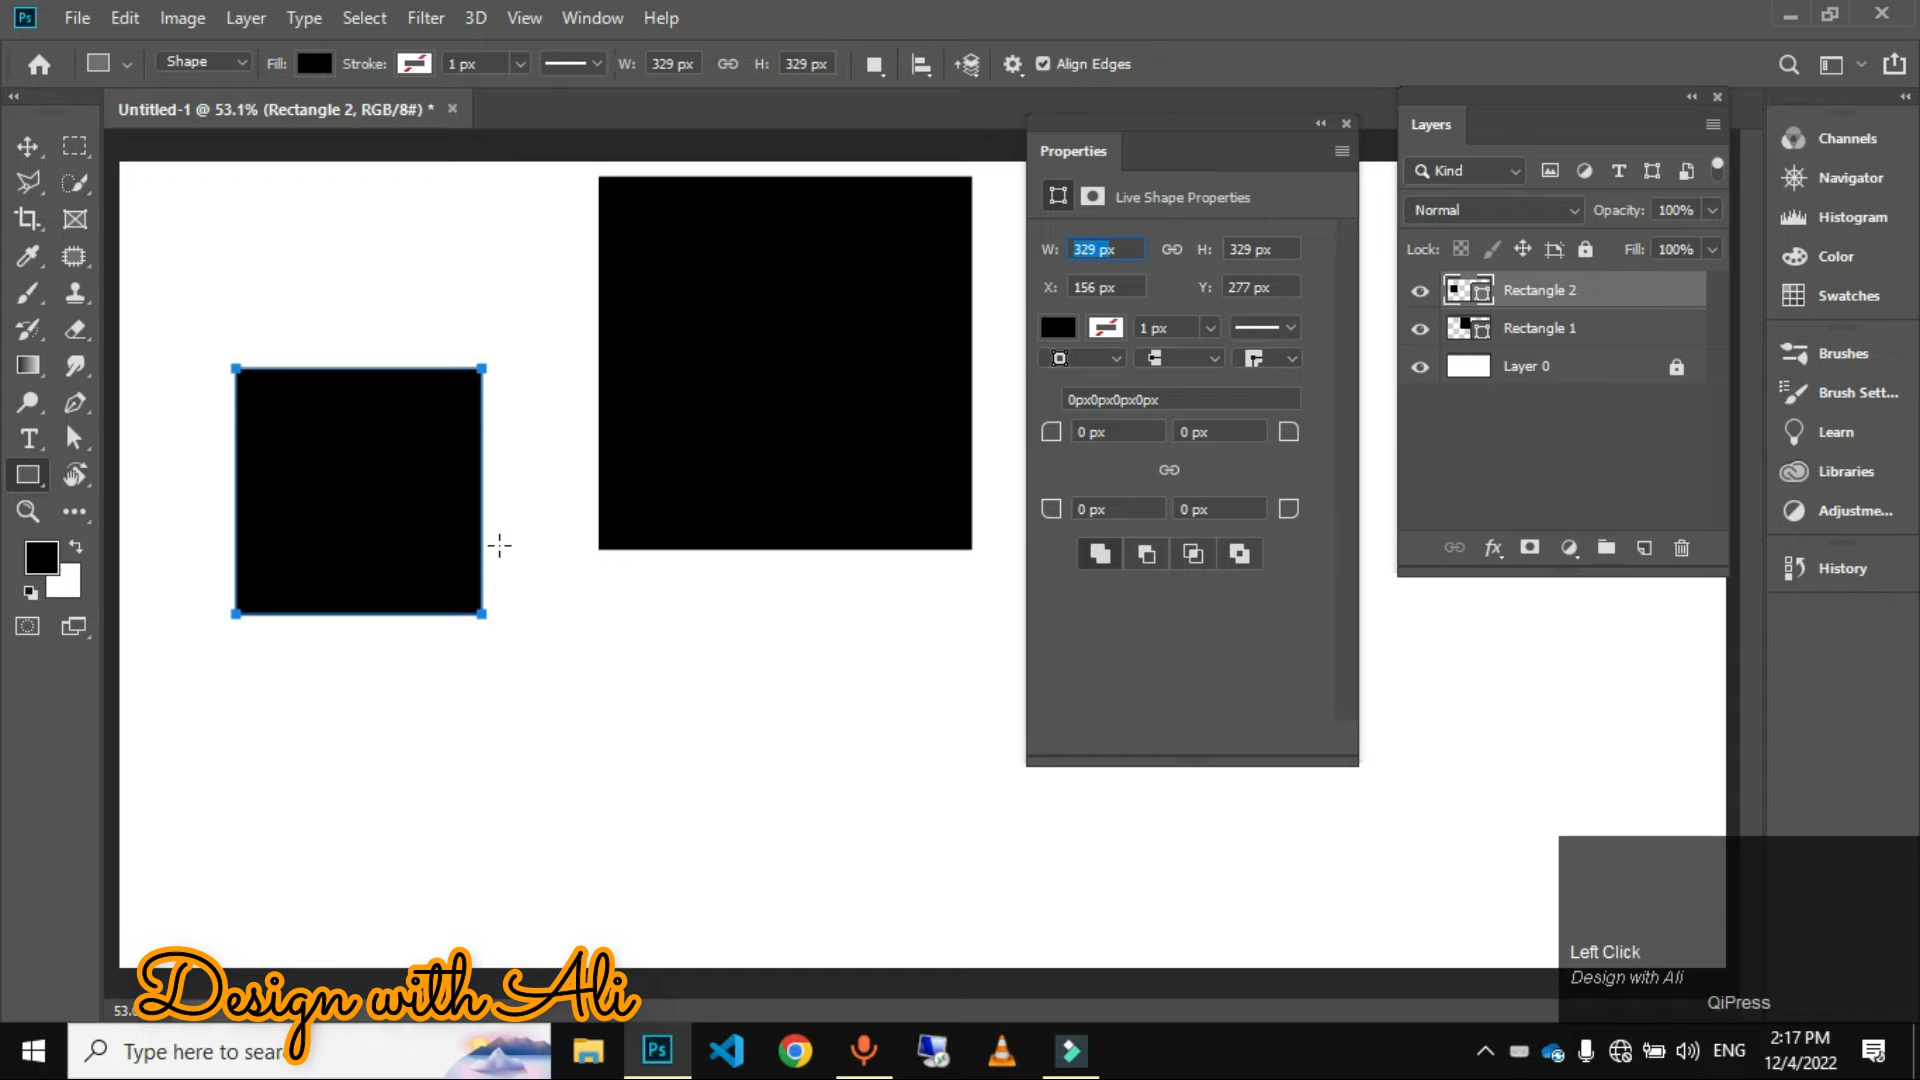 Ps File Edit Image Layer Type Select Filter 3D View Window Help
Shape Fill: Stroke: 1 px W: 329 px H: 329 px Align Edges
Untitled-1 @ 53.1% (Rectangle 2, RGB/8#) *
Properties
Live Shape Properties
W: 329 px H: 329 px
X: 156 px Y: 277 px
1 px
0px0px0px0px
0 px 0 px
0 px 0 px
Layers
Kind
Normal Opacity: 100%
Lock: Fill: 100%
Rectangle 2
Rectangle 1
Layer 0
fx
Channels
Navigator
Histogram
Color
Swatches
Brushes
Brush Sett...
Learn
Libraries
Adjustme...
History
Left Click
Design with Ali
QiPress
Design with Ali
53.
Type here to sear
Ps
ENG
2:17 PM
12/4/2022